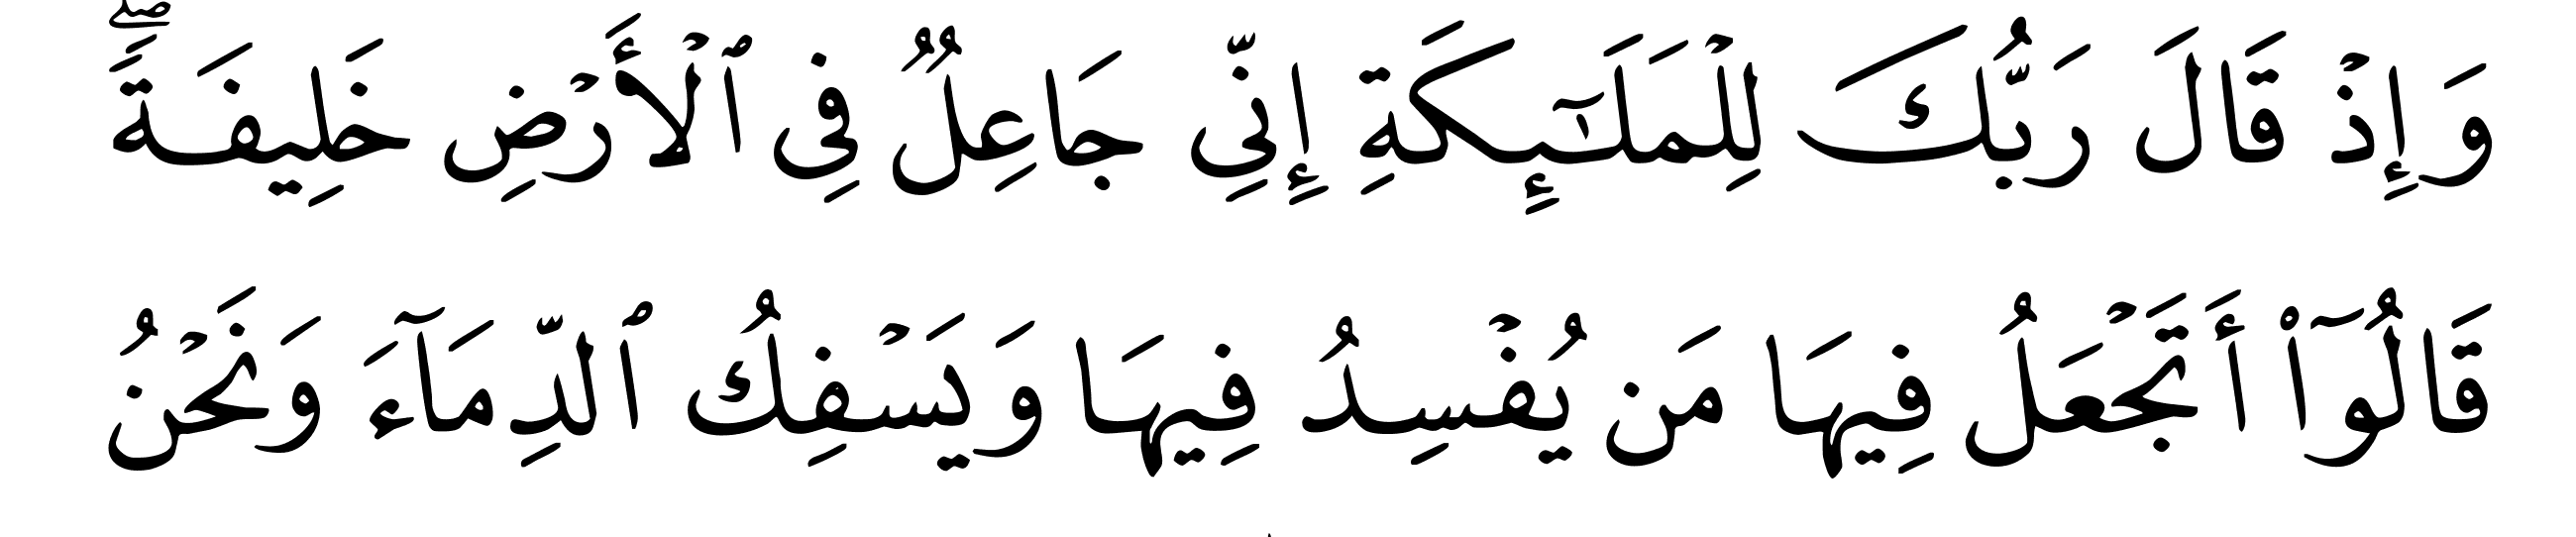 وَإِذۡ قَالَ رَبُّكَ لِلۡمَلَٰٓئِكَةِ إِنِّي جَاعِلٞ فِي ٱلۡأَرۡضِ خَلِيفَةٗۖ
قَالُوٓاْ أَتَجۡعَلُ فِيهَا مَن يُفۡسِدُ فِيهَا وَيَسۡفِكُ ٱلدِّمَآءَ وَنَحۡنُ